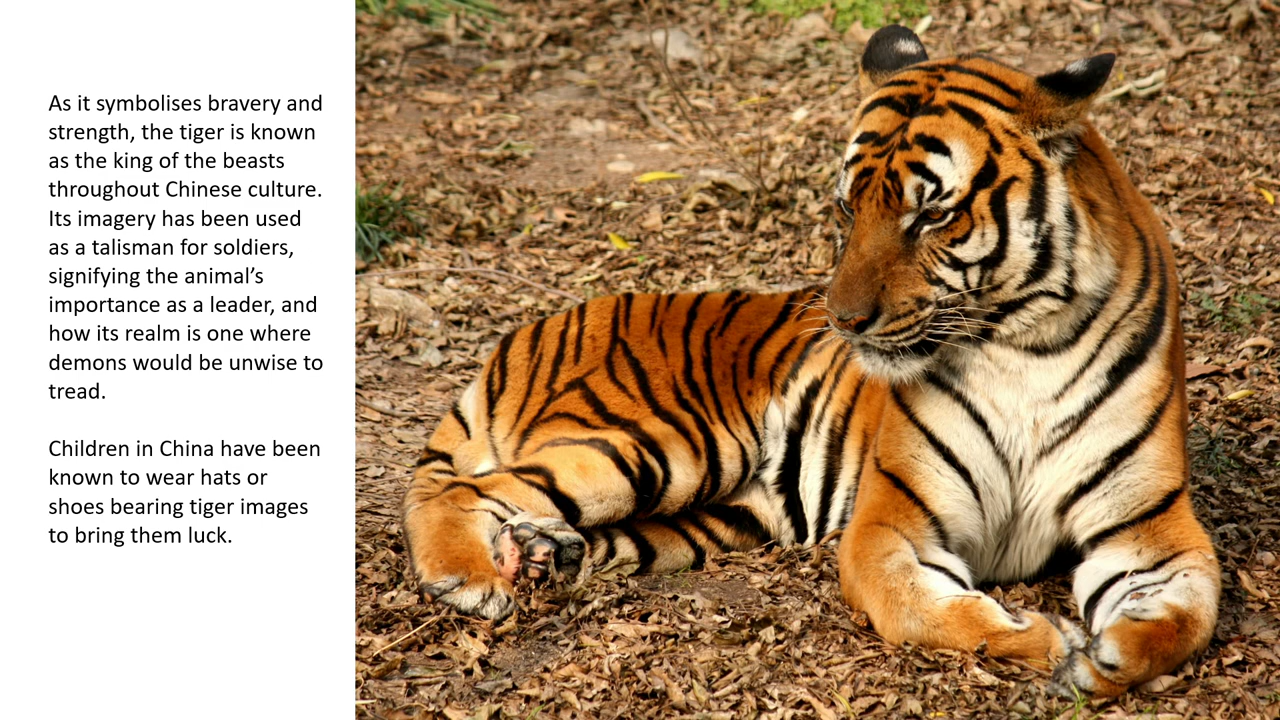 As it symbolises bravery and
strength, the tiger is known
as the king of the beasts
throughout Chinese culture.
Its imagery has been used
as a talisman for soldiers,
signifying the animal’s
importance as a leader, and
how its realm is one where
demons would be unwise to
tread.
Children in China have been
known to wear hats or
shoes bearing tiger images
to bring them luck.